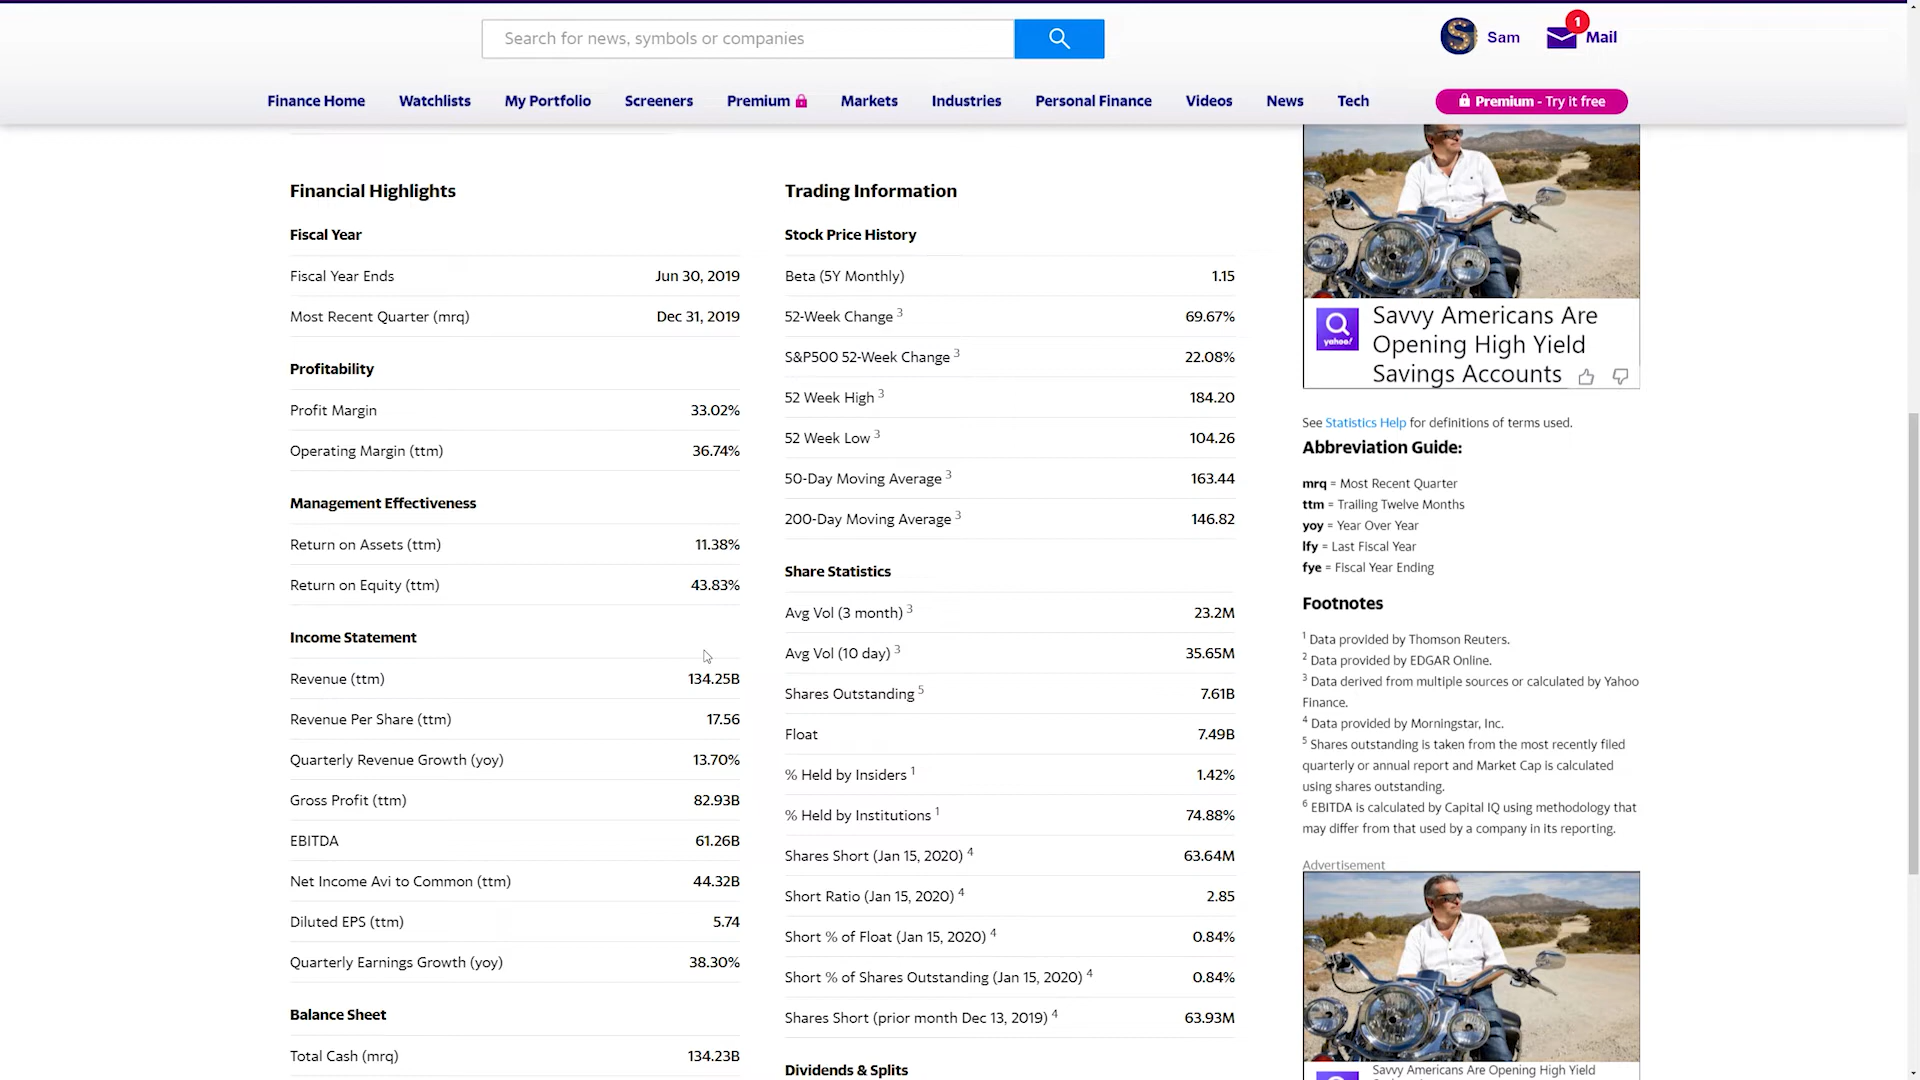 Search for news, symbols or companies
Sam
1
Mail
Finance Home
Watchlists
My Portfolio
Screeners
Premium
Markets
Industries
Personal Finance
Videos
News
Tech
Premium - Try it free
Financial Highlights
Fiscal Year
Fiscal Year Ends Jun 30, 2019
Most Recent Quarter (mrq) Dec 31, 2019
Profitability
Profit Margin 33.02%
Operating Margin (ttm) 36.74%
Management Effectiveness
Return on Assets (ttm) 11.38%
Return on Equity (ttm) 43.83%
Income Statement
Revenue (ttm) 134.25B
Revenue Per Share (ttm) 17.56
Quarterly Revenue Growth (yoy) 13.70%
Gross Profit (ttm) 82.93B
EBITDA 61.26B
Net Income Avi to Common (ttm) 44.32B
Diluted EPS (ttm) 5.74
Quarterly Earnings Growth (yoy) 38.30%
Balance Sheet
Total Cash (mrq) 134.23B
Trading Information
Stock Price History
Beta (5Y Monthly) 1.15
52-Week Change 3 69.67%
S&P500 52-Week Change 3 22.08%
52 Week High 3 184.20
52 Week Low 3 104.26
50-Day Moving Average 3 163.44
200-Day Moving Average 3 146.82
Share Statistics
Avg Vol (3 month) 3 23.2M
Avg Vol (10 day) 3 35.65M
Shares Outstanding 5 7.61B
Float 7.49B
% Held by Insiders 1 1.42%
% Held by Institutions 1 74.88%
Shares Short (Jan 15, 2020) 4 63.64M
Short Ratio (Jan 15, 2020) 4 2.85
Short % of Float (Jan 15, 2020) 4 0.84%
Short % of Shares Outstanding (Jan 15, 2020) 4 0.84%
Shares Short (prior month Dec 13, 2019) 4 63.93M
Dividends & Splits
yahoo!
Savvy Americans Are
Opening High Yield
Savings Accounts
See Statistics Help for definitions of terms used.
Abbreviation Guide:
mrq = Most Recent Quarter
ttm = Trailing Twelve Months
yoy = Year Over Year
lfy = Last Fiscal Year
fye = Fiscal Year Ending
Footnotes
1 Data provided by Thomson Reuters.
2 Data provided by EDGAR Online.
3 Data derived from multiple sources or calculated by Yahoo
Finance.
4 Data provided by Morningstar, Inc.
5 Shares outstanding is taken from the most recently filed
quarterly or annual report and Market Cap is calculated
using shares outstanding.
6 EBITDA is calculated by Capital IQ using methodology that
may differ from that used by a company in its reporting.
Advertisement
Savvy Americans Are Opening High Yield